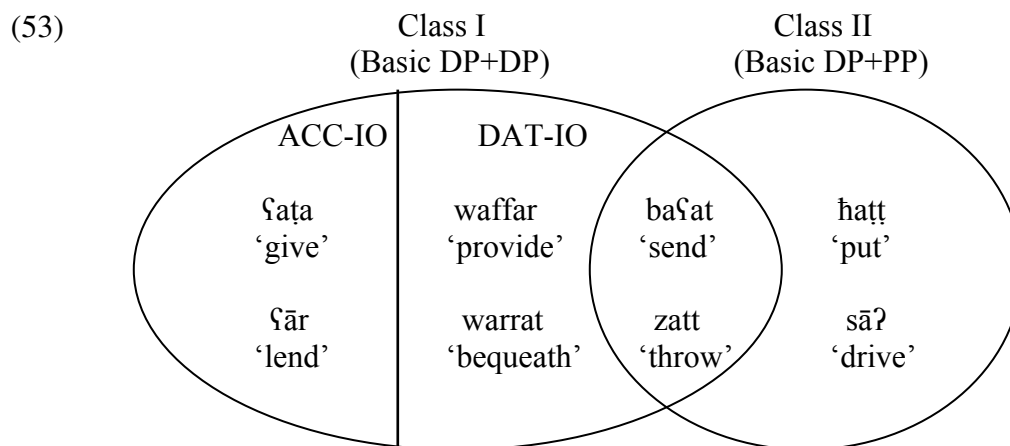 (53) Class I Class II
(Basic DP+DP) (Basic DP+PP)
ACC-IO DAT-IO
ʕaṭa waffar baʕat ħaṭṭ
‘give’ ‘provide’ ‘send’ ‘put’
ʕār warrat zatt sāʔ
‘lend’ ‘bequeath’ ‘throw’ ‘drive’